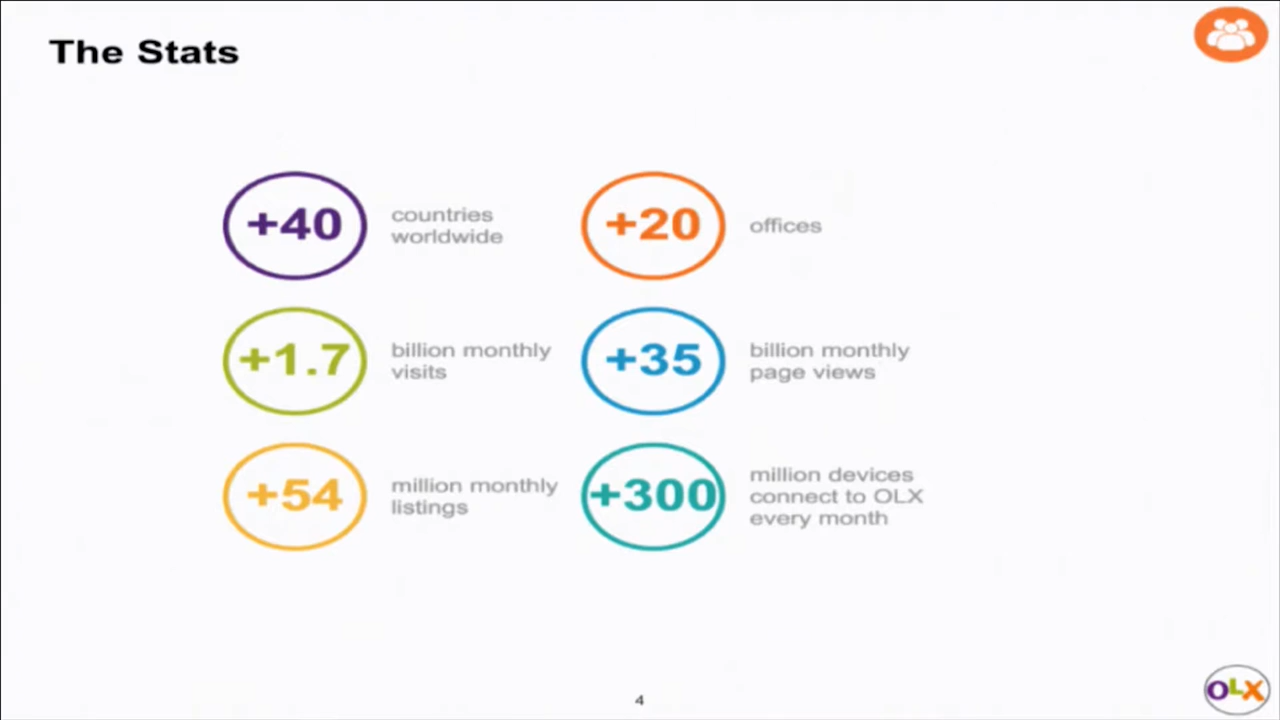 The Stats
+40
countries
worldwide
+20
offices
+1.7
billion monthly
visits
+35
billion monthly
page views
+54
million monthly
listings
+300
million devices
connect to OLX
every month
4
OLX